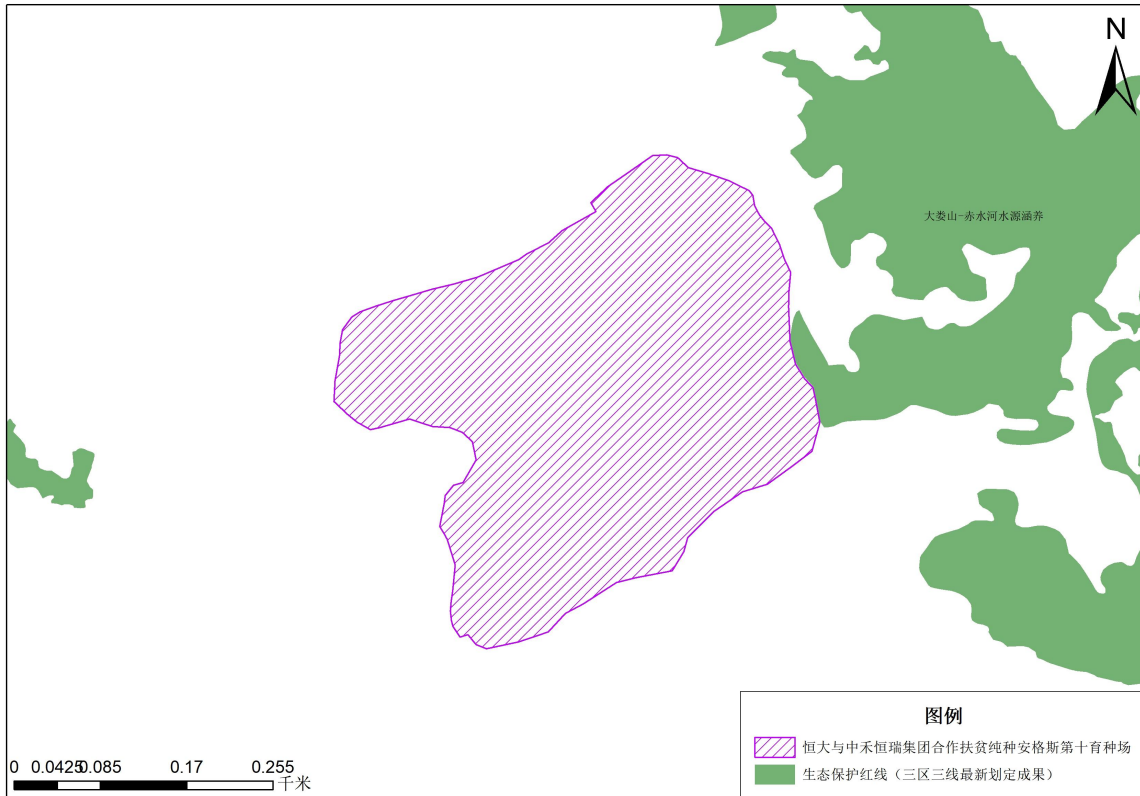 N
大娄山-赤水河水源涵养
图例
恒大与中禾恒瑞集团合作扶贫纯种安格斯第十育种场
生态保护红线（三区三线最新划定成果）
0 0.0425 0.085 0.17 0.255
千米